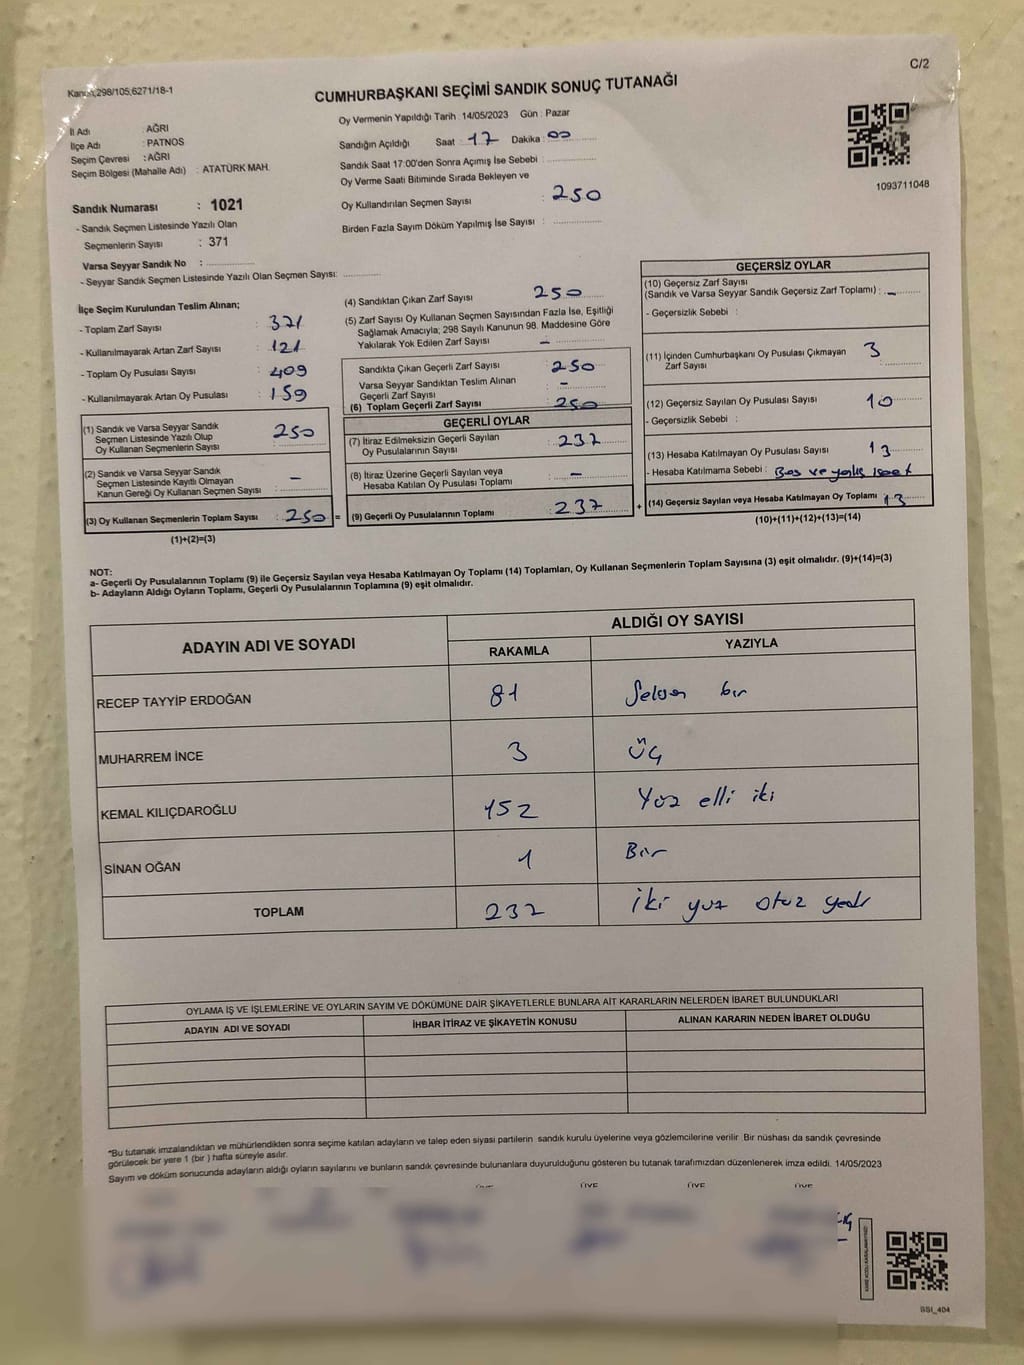 C/2
Kanun;298/105;6271/18-1
CUMHURBAŞKANI SEÇİMİ SANDIK SONUÇ TUTANAĞI
Oy Vermenin Yapıldığı Tarih : 14/05/2023 Gün : Pazar
İl Adı : AĞRI
İlçe Adı : PATNOS
Seçim Çevresi : AĞRI
Seçim Bölgesi (Mahalle Adı) : ATATÜRK MAH.
Sandığın Açıldığı Saat : 17 Dakika : 00
Sandık Saat 17:00'den Sonra Açımış İse Sebebi :
Oy Verme Saati Bitiminde Sırada Bekleyen ve
Oy Kullandırılan Seçmen Sayısı : 250
Birden Fazla Sayım Döküm Yapılmış İse Sayısı :
1093711048
Sandık Numarası : 1021
- Sandık Seçmen Listesinde Yazılı Olan
Seçmenlerin Sayısı : 371
Varsa Seyyar Sandık No :
- Seyyar Sandık Seçmen Listesinde Yazılı Olan Seçmen Sayısı:
İlçe Seçim Kurulundan Teslim Alınan;
- Toplam Zarf Sayısı : 371
- Kullanılmayarak Artan Zarf Sayısı : 121
- Toplam Oy Pusulası Sayısı : 409
- Kullanılmayarak Artan Oy Pusulası : 159
(1) Sandık ve Varsa Seyyar Sandık
Seçmen Listesinde Yazılı Olup
Oy Kullanan Seçmenlerin Sayısı : 250
(2) Sandık ve Varsa Seyyar Sandık
Seçmen Listesinde Kayıtlı Olmayan
Kanun Gereği Oy Kullanan Seçmen Sayısı : -
(3) Oy Kullanan Seçmenlerin Toplam Sayısı : 250 =
(1)+(2)=(3)
(4) Sandıktan Çıkan Zarf Sayısı : 250
(5) Zarf Sayısı Oy Kullanan Seçmen Sayısından Fazla İse, Eşitliği
Sağlamak Amacıyla; 298 Sayılı Kanunun 98. Maddesine Göre
Yakılarak Yok Edilen Zarf Sayısı : -
Sandıkta Çıkan Geçerli Zarf Sayısı : 250
Varsa Seyyar Sandıktan Teslim Alınan
Geçerli Zarf Sayısı : -
(6) Toplam Geçerli Zarf Sayısı : 250
GEÇERLİ OYLAR
(7) İtiraz Edilmeksizin Geçerli Sayılan
Oy Pusulalarının Sayısı : 237
(8) İtiraz Üzerine Geçerli Sayılan veya
Hesaba Katılan Oy Pusulası Toplamı : -
(9) Geçerli Oy Pusulalarının Toplamı : 237 +
GEÇERSİZ OYLAR
(10) Geçersiz Zarf Sayısı
(Sandık ve Varsa Seyyar Sandık Geçersiz Zarf Toplamı) : -
- Geçersizlik Sebebi :
(11) İçinden Cumhurbaşkanı Oy Pusulası Çıkmayan
Zarf Sayısı : 3
(12) Geçersiz Sayılan Oy Pusulası Sayısı : 10
- Geçersizlik Sebebi :
(13) Hesaba Katılmayan Oy Pusulası Sayısı : 13
- Hesaba Katılmama Sebebi : Boş ve yanlış işaret
(14) Geçersiz Sayılan veya Hesaba Katılmayan Oy Toplamı : 13
(10)+(11)+(12)+(13)=(14)
NOT:
a- Geçerli Oy Pusulalarının Toplamı (9) ile Geçersiz Sayılan veya Hesaba Katılmayan Oy Toplamı (14) Toplamları, Oy Kullanan Seçmenlerin Toplam Sayısına (3) eşit olmalıdır. (9)+(14)=(3)
b- Adayların Aldığı Oyların Toplamı, Geçerli Oy Pusulalarının Toplamına (9) eşit olmalıdır.
ADAYIN ADI VE SOYADI
ALDIĞI OY SAYISI
RAKAMLA YAZIYLA
RECEP TAYYİP ERDOĞAN 81 Seksen bir
MUHARREM İNCE 3 üç
KEMAL KILIÇDAROĞLU 152 Yüz elli iki
SİNAN OĞAN 1 Bir
TOPLAM 237 iki yüz otuz yedi
OYLAMA İŞ VE İŞLEMLERİNE VE OYLARIN SAYIM VE DÖKÜMÜNE DAİR ŞİKAYETLERLE BUNLARA AİT KARARLARIN NELERDEN İBARET BULUNDUKLARI
ADAYIN ADI VE SOYADI İHBAR İTİRAZ VE ŞİKAYETİN KONUSU ALINAN KARARIN NEDEN İBARET OLDUĞU
*Bu tutanak imzalandıktan ve mühürlendikten sonra seçime katılan adayların ve talep eden siyasi partilerin sandık kurulu üyelerine veya gözlemcilerine verilir. Bir nüshası da sandık çevresinde
görülecek bir yere 1 (bir ) hafta süreyle asılır.
Sayım ve döküm sonucunda adayların aldığı oyların sayılarını ve bunların sandık çevresinde bulunanlara duyurulduğunu gösteren bu tutanak tarafımızdan düzenlenerek imza edildi. 14/05/2023
ÜYE ÜYE ÜYE
SSI_404